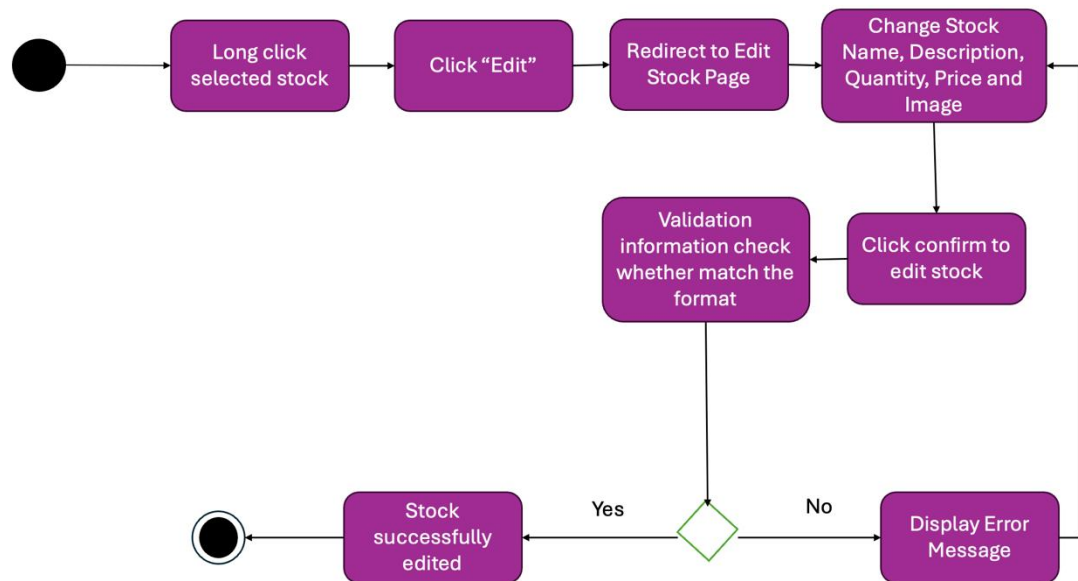 Long click
selected stock
Click “Edit”
Redirect to Edit
Stock Page
Change Stock
Name, Description,
Quantity, Price and
Image
Validation
information check
whether match the
format
Click confirm to
edit stock
Stock
successfully
edited
Yes
No
Display Error
Message